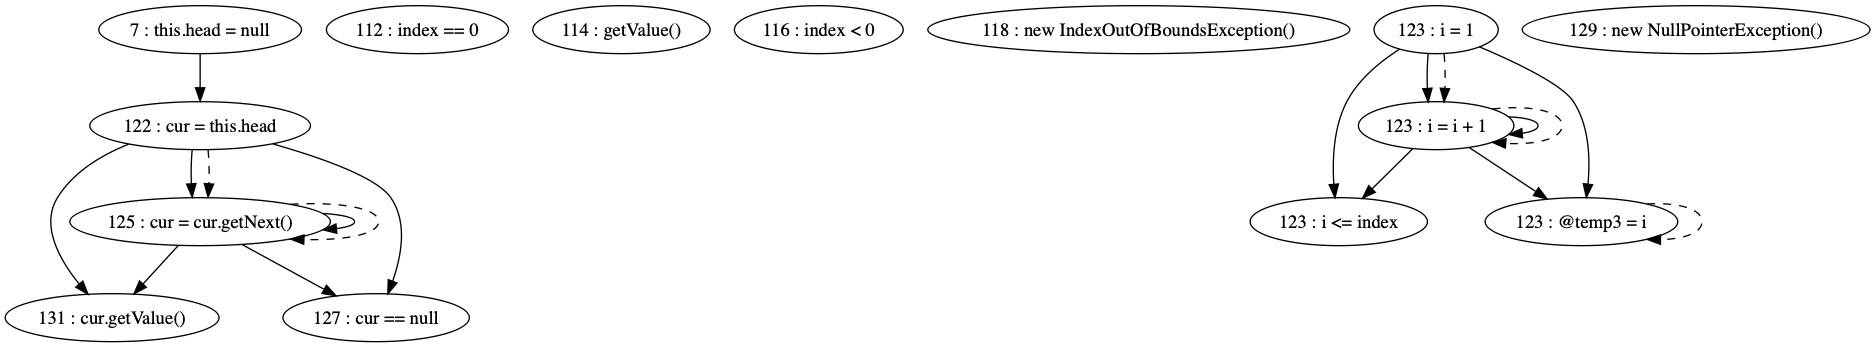 7 : this.head = null
112 : index == 0
114 : getValue()
116 : index < 0
118 : new IndexOutOfBoundsException()
123 : i = 1
129 : new NullPointerException()
122 : cur = this.head
123 : i = i + 1
125 : cur = cur.getNext()
123 : i <= index
123 : @temp3 = i
131 : cur.getValue()
127 : cur == null